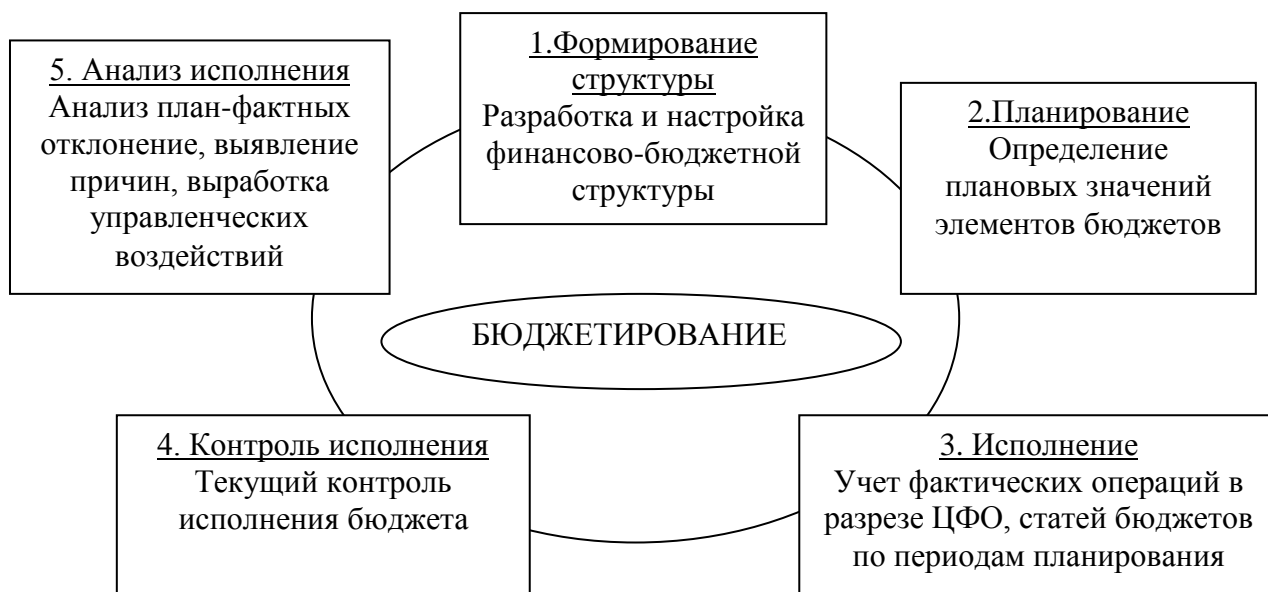 1.Формирование
структуры
Разработка и настройка
финансово-бюджетной
структуры
2.Планирование
Определение
плановых значений
элементов бюджетов
3. Исполнение
Учет фактических операций в
разрезе ЦФО, статей бюджетов
по периодам планирования
4. Контроль исполнения
Текущий контроль
исполнения бюджета
5. Анализ исполнения
Анализ план-фактных
отклонение, выявление
причин, выработка
управленческих
воздействий
БЮДЖЕТИРОВАНИЕ